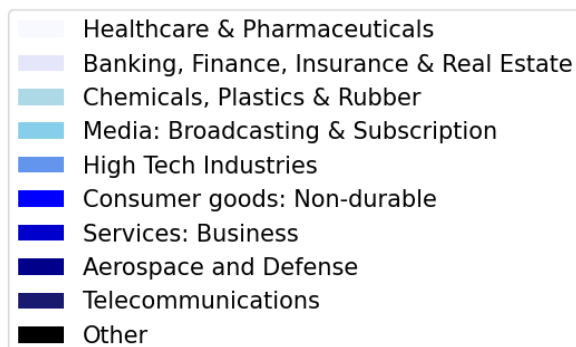 Healthcare & Pharmaceuticals
Banking, Finance, Insurance & Real Estate
Chemicals, Plastics & Rubber
Media: Broadcasting & Subscription
High Tech Industries
Consumer goods: Non-durable
Services: Business
Aerospace and Defense
Telecommunications
Other